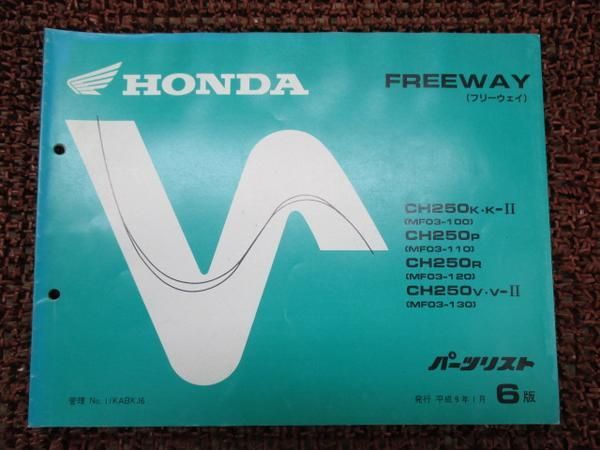 HONDA
FREEWAY
(フリーウェイ)
CH250K·K-II
(MF03-100)
CH250P
(MF03-110)
CH250R
(MF03-120)
CH250V·V-II
(MF03-130)
パーツリスト
管理 No.11KABKJ6
発行 平成9年1月 6版